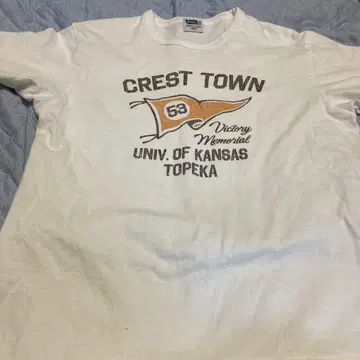 CREST TOWN
53
Victory
Memorial
UNIV. OF KANSAS
TOPEKA